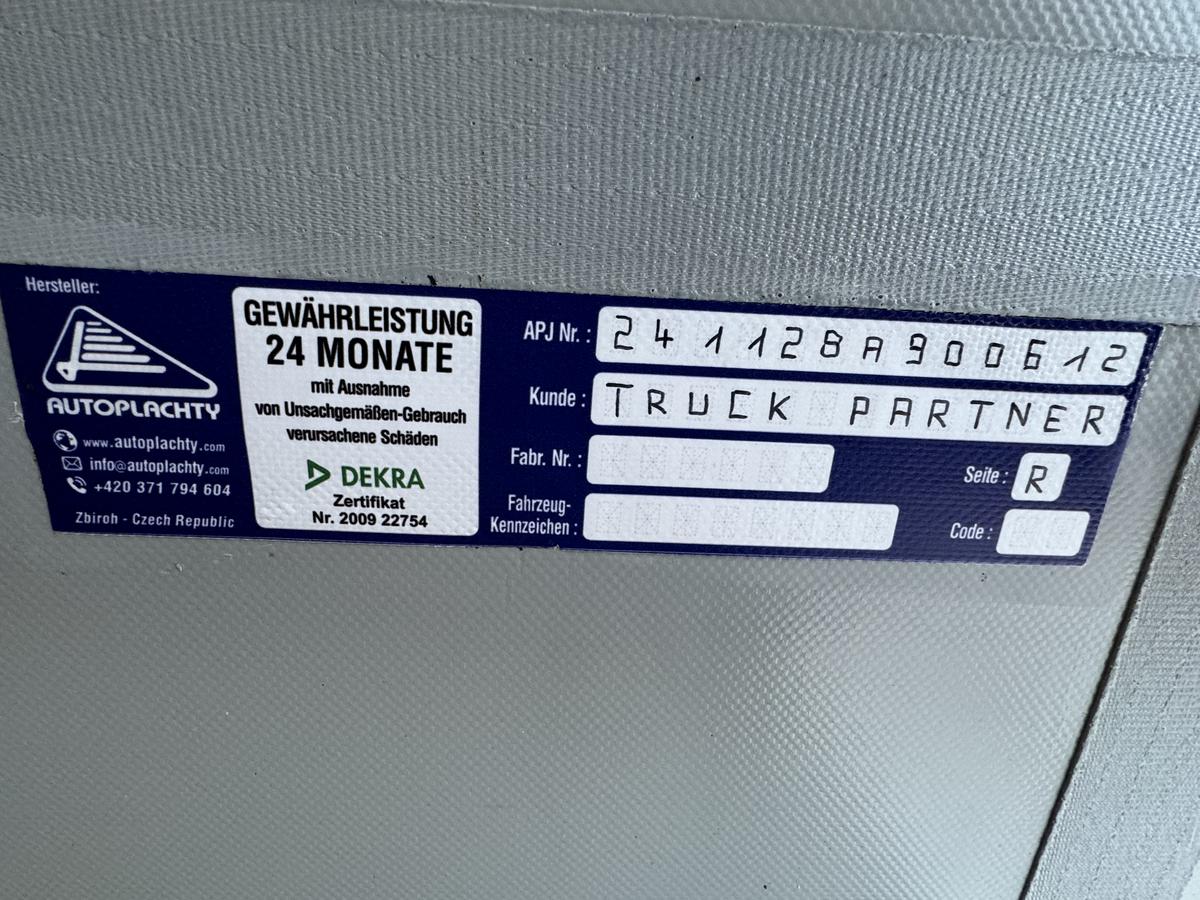 Hersteller:
AUTOPLACHTY
www.autoplachty.com
info@autoplachty.com
+420 371 794 604
Zbiroh - Czech Republic
GEWÄHRLEISTUNG
24 MONATE
mit Ausnahme
von Unsachgemäßen-Gebrauch
verursachene Schäden
DEKRA
Zertifikat
Nr. 2009 22754
APJ Nr.: 241128A900612
Kunde: TRUCK PARTNER
Fabr. Nr.:
Seite: R
Fahrzeug-
Kennzeichen:
Code: